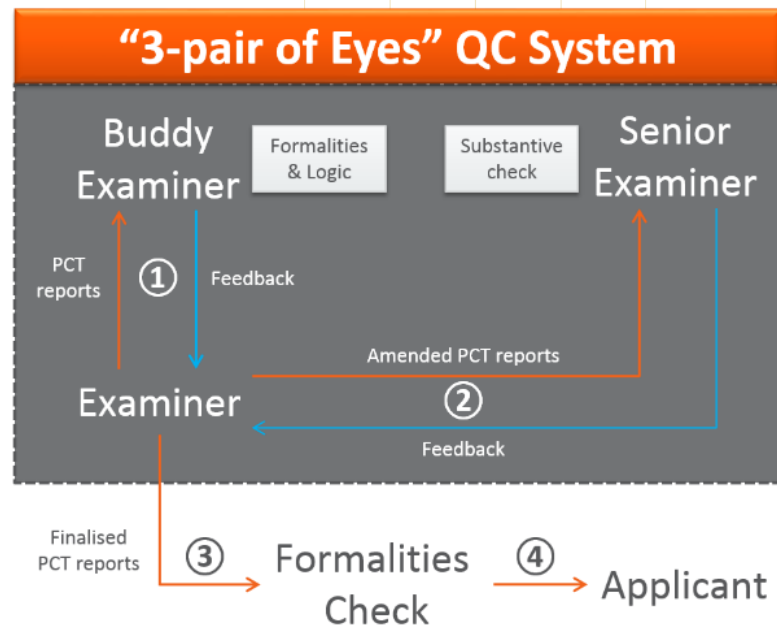 “3-pair of Eyes” QC System
Buddy
Examiner
Formalities
& Logic
Substantive
check
Senior
Examiner
PCT
reports
①
Feedback
Amended PCT reports
Examiner
②
Feedback
Finalised
PCT reports
③
Formalities
Check
④
Applicant